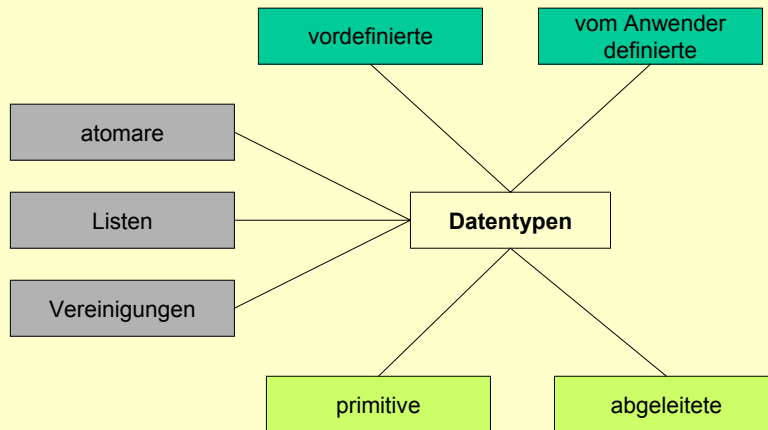 vordefinierte
vom Anwender
definierte
atomare
Listen
Datentypen
Vereinigungen
primitive
abgeleitete